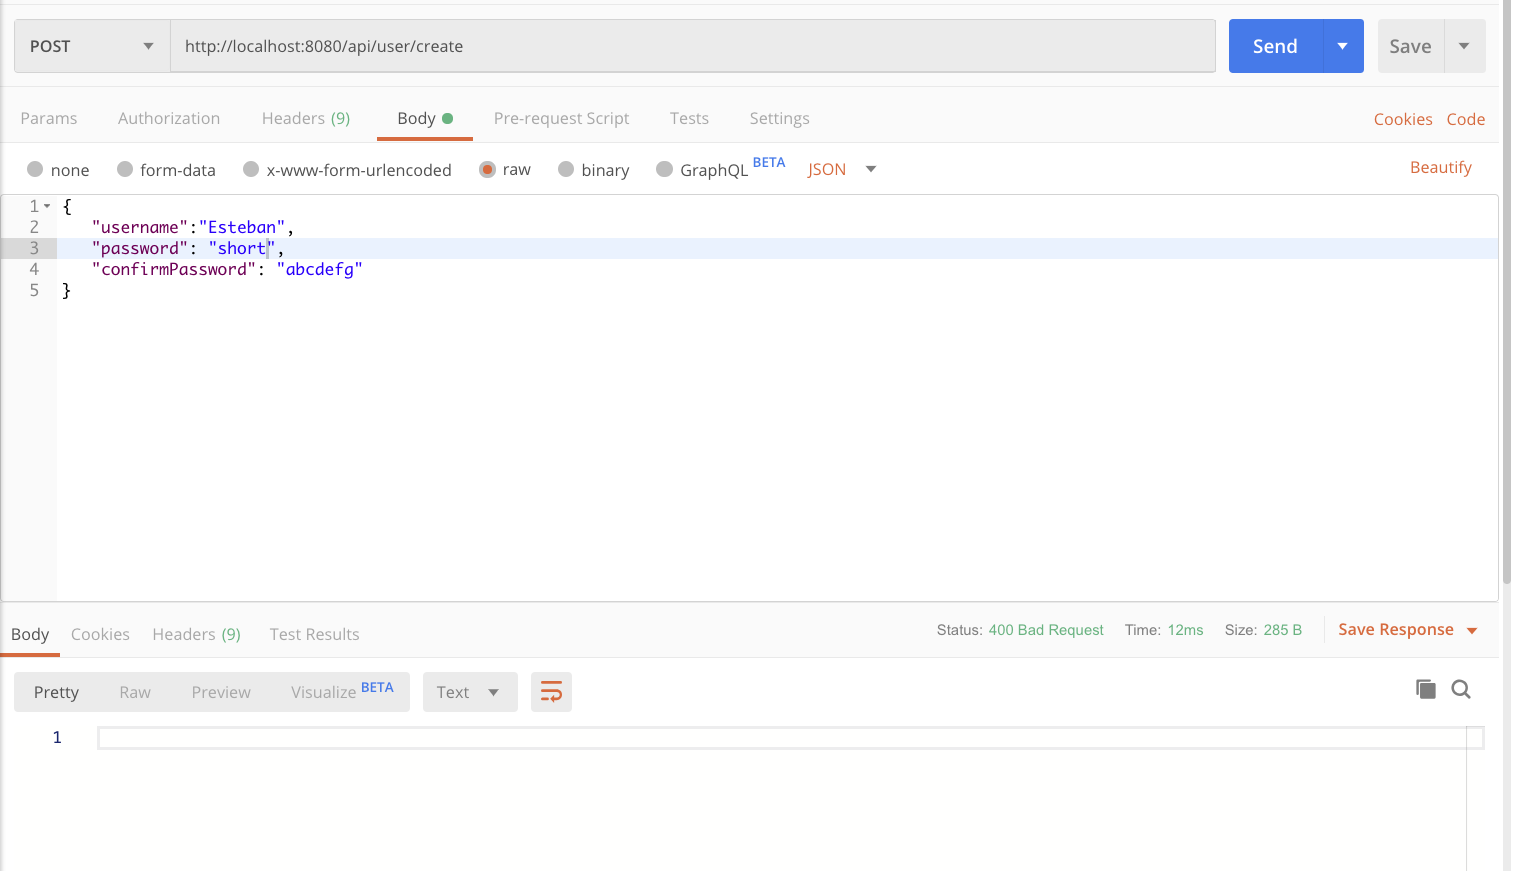 POST http://localhost:8080/api/user/create Send Save
Params Authorization Headers (9) Body Pre-request Script Tests Settings Cookies Code
none form-data x-www-form-urlencoded raw binary GraphQL BETA JSON Beautify
1 {
2 "username":"Esteban",
3 "password": "short",
4 "confirmPassword": "abcdefg"
5 }
Body Cookies Headers (9) Test Results Status: 400 Bad Request Time: 12ms Size: 285 B Save Response
Pretty Raw Preview Visualize BETA Text
1